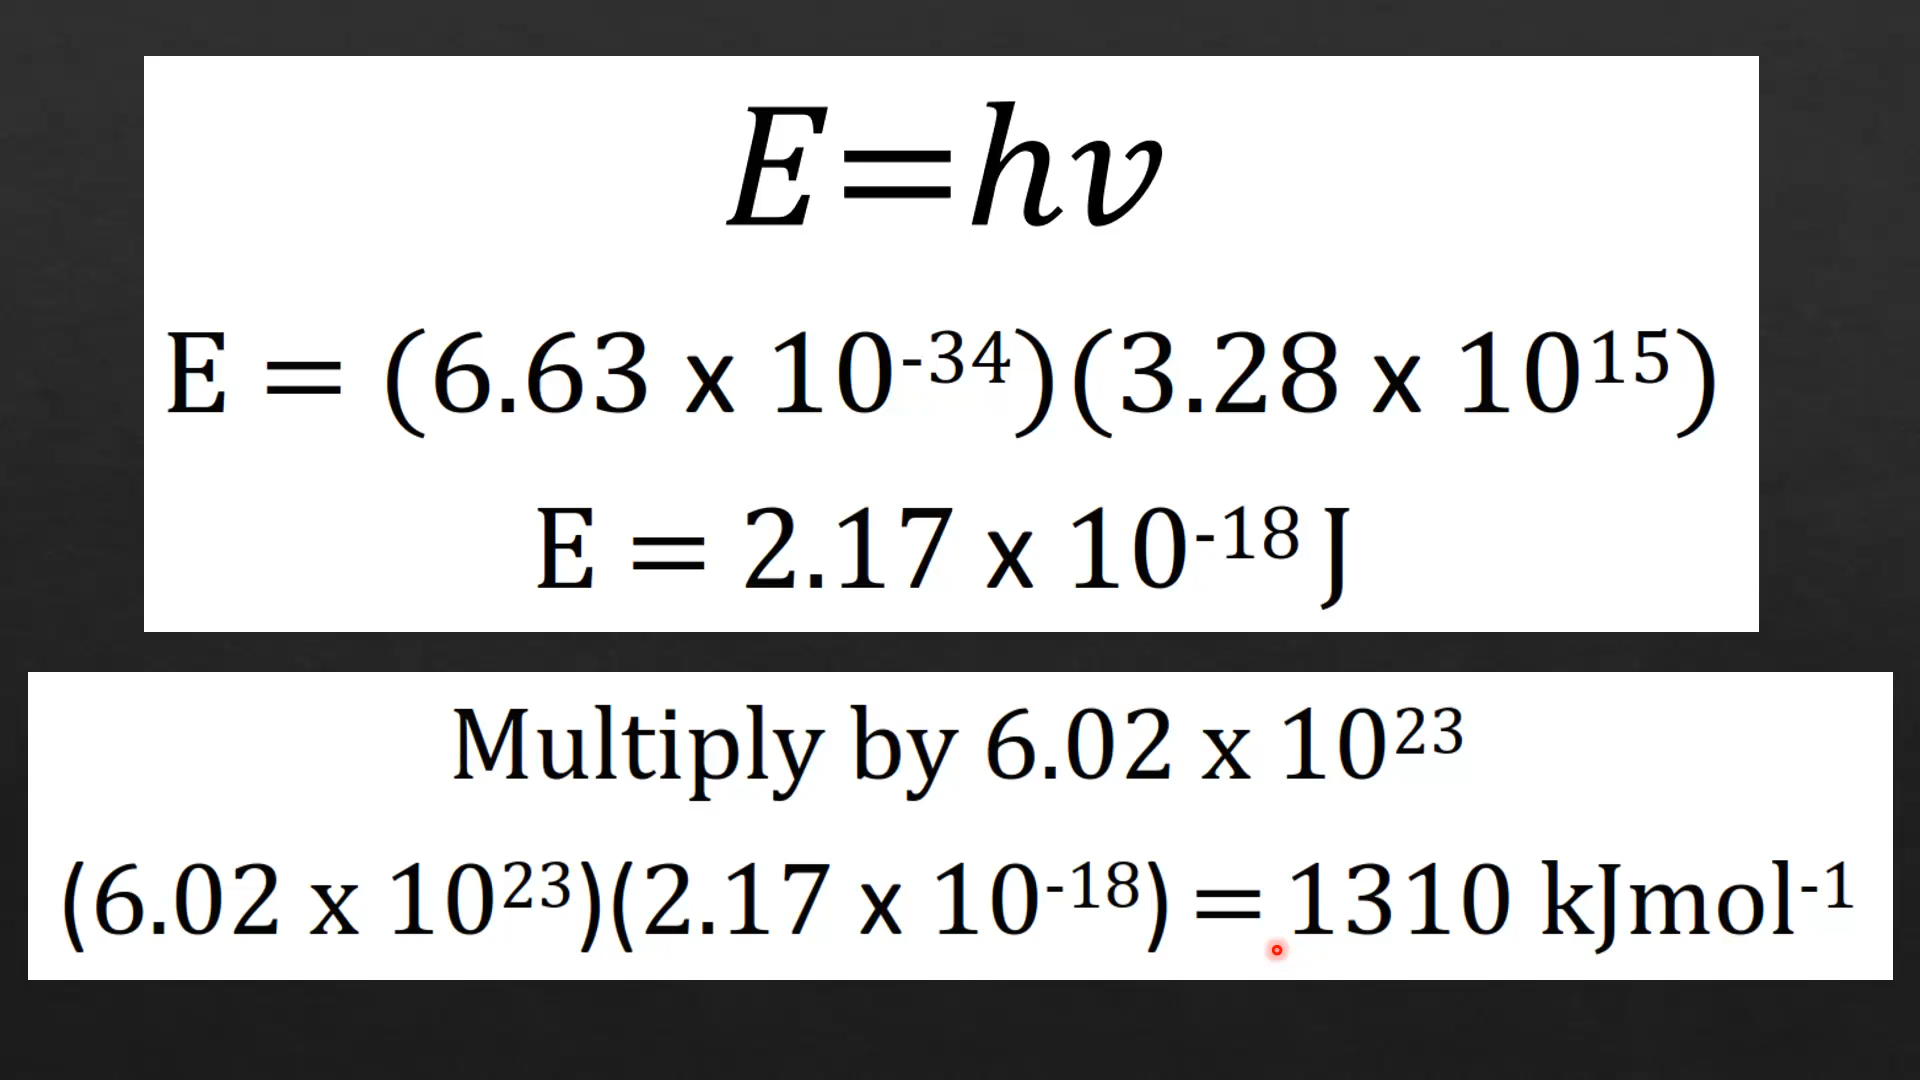 E=hν
E = (6.63 x 10⁻³⁴)(3.28 x 10¹⁵)
E = 2.17 x 10⁻¹⁸ J
Multiply by 6.02 x 10²³
(6.02 x 10²³)(2.17 x 10⁻¹⁸) = 1310 kJmol⁻¹